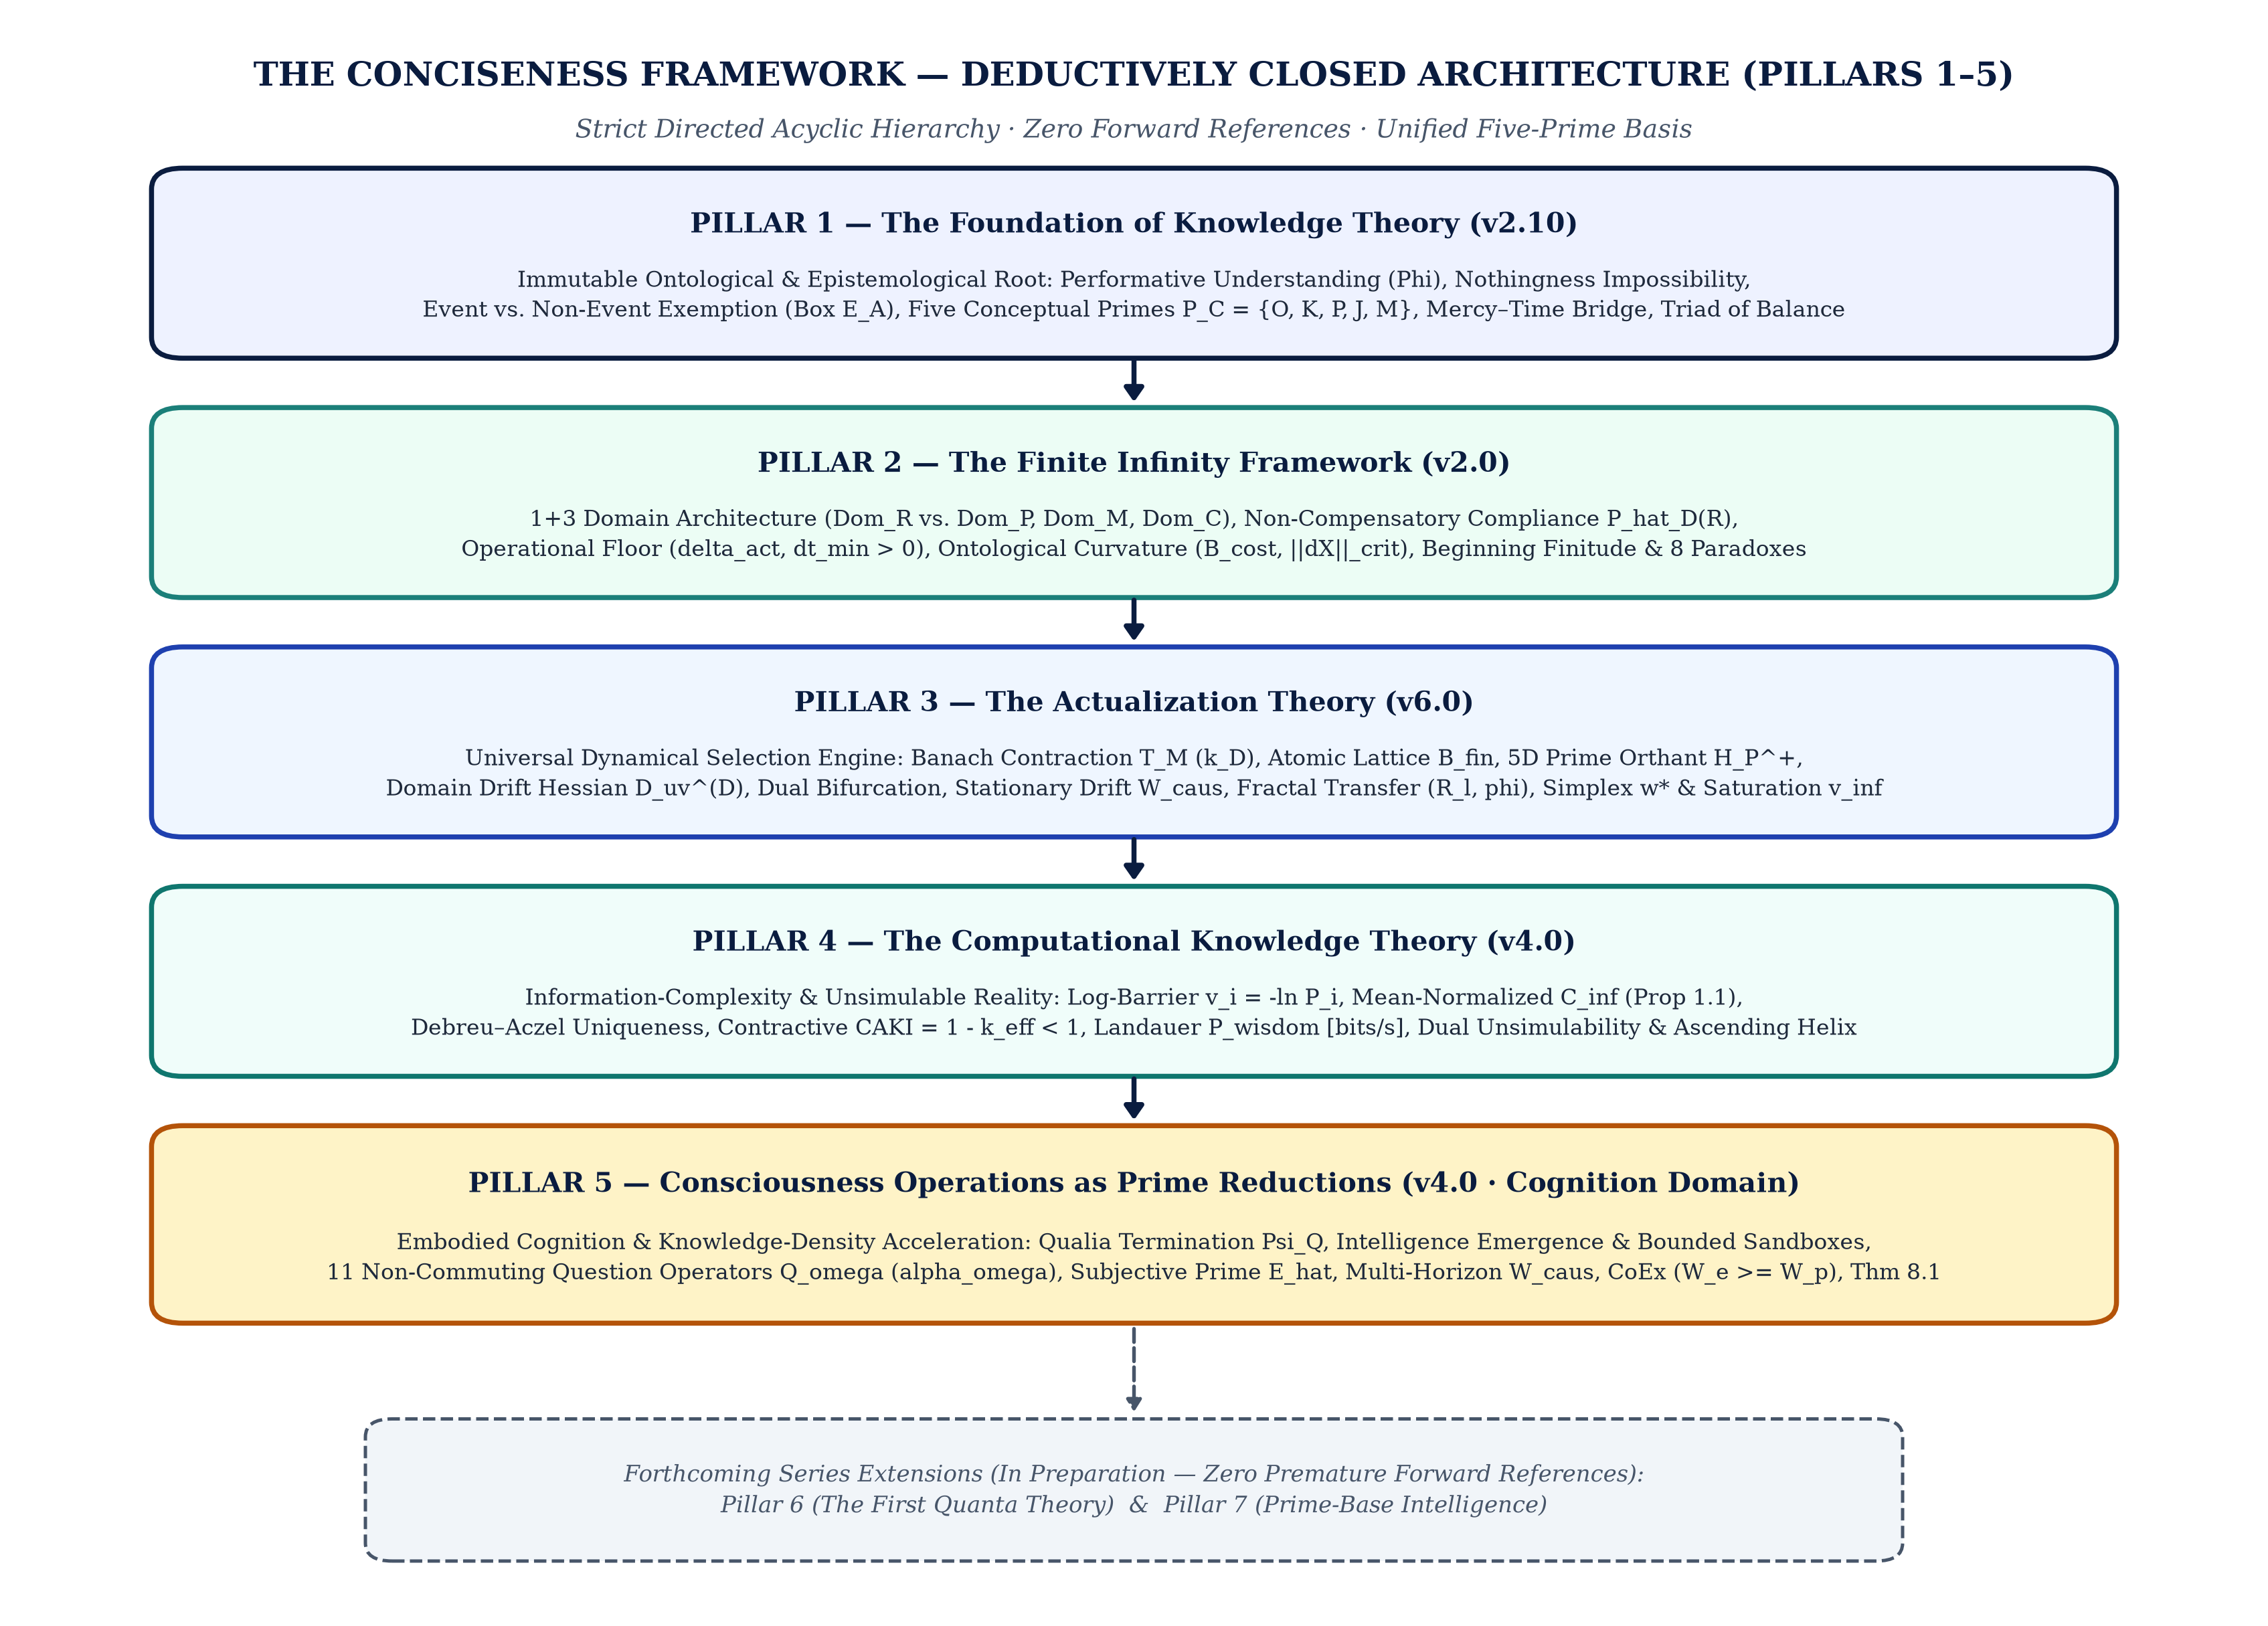 THE CONCISENESS FRAMEWORK — DEDUCTIVELY CLOSED ARCHITECTURE (PILLARS 1–5)
Strict Directed Acyclic Hierarchy · Zero Forward References · Unified Five-Prime Basis
PILLAR 1 — The Foundation of Knowledge Theory (v2.10)
Immutable Ontological & Epistemological Root: Performative Understanding (Phi), Nothingness Impossibility,
Event vs. Non-Event Exemption (Box E_A), Five Conceptual Primes P_C = {O, K, P, J, M}, Mercy–Time Bridge, Triad of Balance
PILLAR 2 — The Finite Infinity Framework (v2.0)
1+3 Domain Architecture (Dom_R vs. Dom_P, Dom_M, Dom_C), Non-Compensatory Compliance P_hat_D(R),
Operational Floor (delta_act, dt_min > 0), Ontological Curvature (B_cost, ||dX||_crit), Beginning Finitude & 8 Paradoxes
PILLAR 3 — The Actualization Theory (v6.0)
Universal Dynamical Selection Engine: Banach Contraction T_M (k_D), Atomic Lattice B_fin, 5D Prime Orthant H_P^+,
Domain Drift Hessian D_uv^(D), Dual Bifurcation, Stationary Drift W_caus, Fractal Transfer (R_l, phi), Simplex w* & Saturation v_inf
PILLAR 4 — The Computational Knowledge Theory (v4.0)
Information-Complexity & Unsimulable Reality: Log-Barrier v_i = -ln P_i, Mean-Normalized C_inf (Prop 1.1),
Debreu–Aczel Uniqueness, Contractive CAKI = 1 - k_eff < 1, Landauer P_wisdom [bits/s], Dual Unsimulability & Ascending Helix
PILLAR 5 — Consciousness Operations as Prime Reductions (v4.0 · Cognition Domain)
Embodied Cognition & Knowledge-Density Acceleration: Qualia Termination Psi_Q, Intelligence Emergence & Bounded Sandboxes,
11 Non-Commuting Question Operators Q_omega (alpha_omega), Subjective Prime E_hat, Multi-Horizon W_caus, CoEx (W_e >= W_p), Thm 8.1
Forthcoming Series Extensions (In Preparation — Zero Premature Forward References):
Pillar 6 (The First Quanta Theory)  &  Pillar 7 (Prime-Base Intelligence)